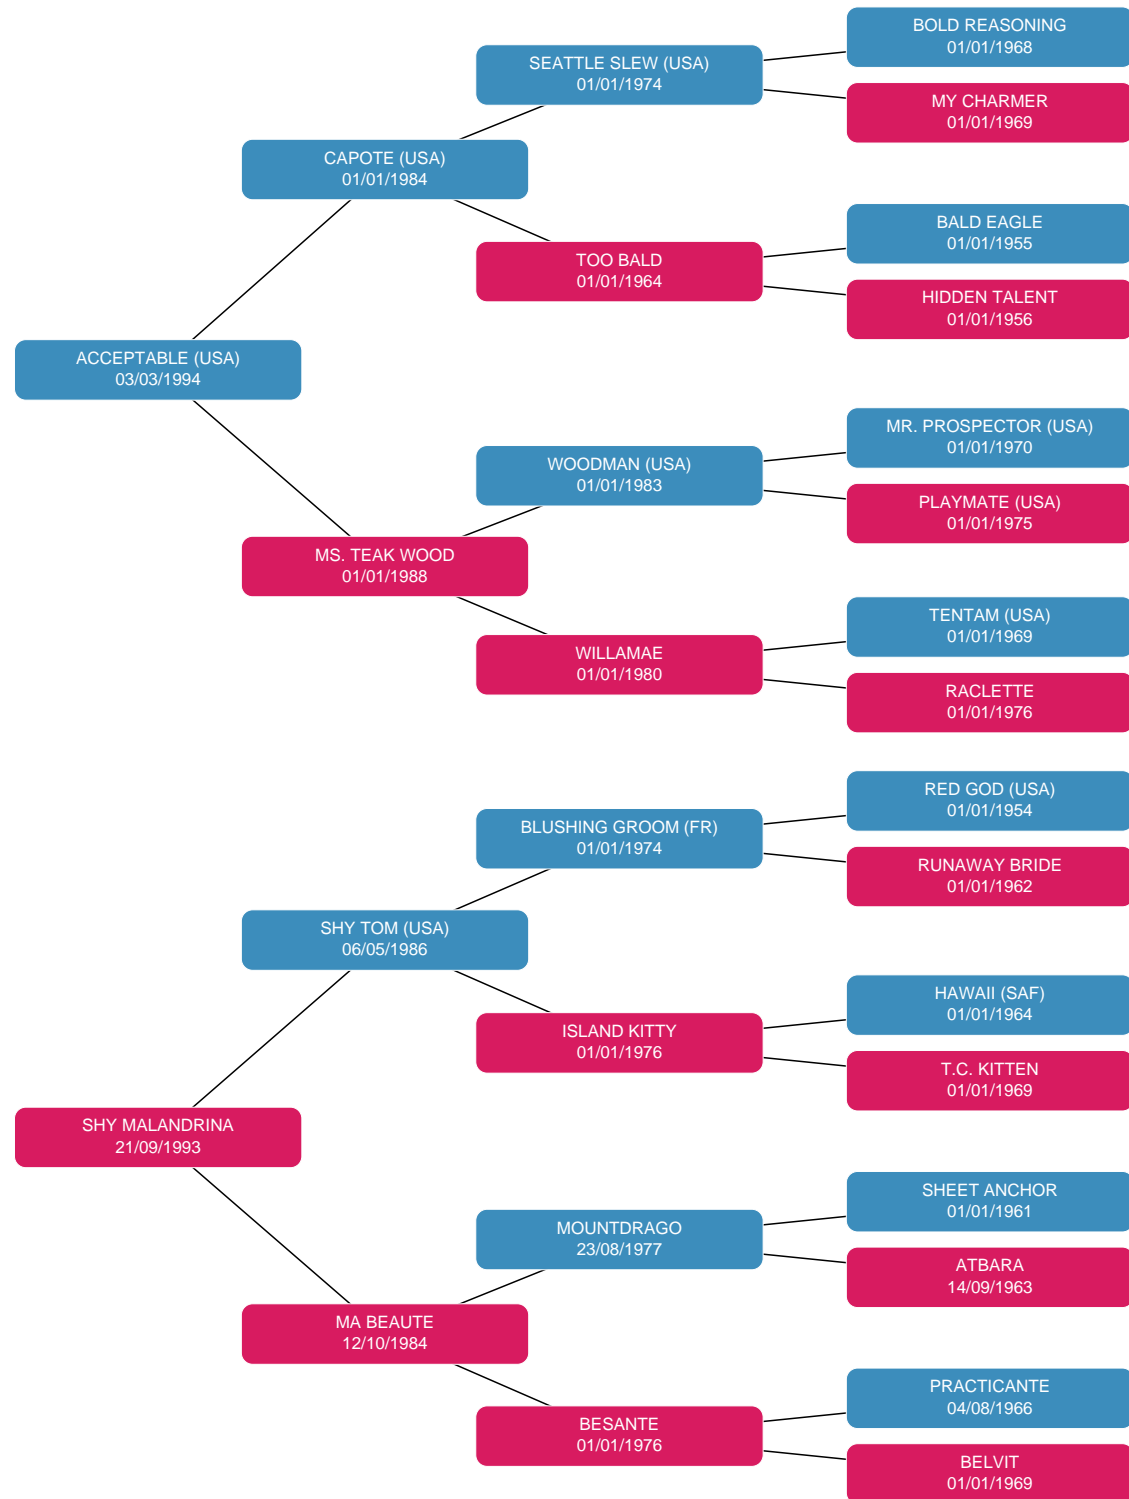 BOLD REASONING
01/01/1968
SEATTLE SLEW (USA)
01/01/1974
MY CHARMER
01/01/1969
CAPOTE (USA)
01/01/1984
BALD EAGLE
01/01/1955
TOO BALD
01/01/1964
HIDDEN TALENT
01/01/1956
ACCEPTABLE (USA)
03/03/1994
MR. PROSPECTOR (USA)
01/01/1970
WOODMAN (USA)
01/01/1983
PLAYMATE (USA)
01/01/1975
MS. TEAK WOOD
01/01/1988
TENTAM (USA)
01/01/1969
WILLAMAE
01/01/1980
RACLETTE
01/01/1976
RED GOD (USA)
01/01/1954
BLUSHING GROOM (FR)
01/01/1974
RUNAWAY BRIDE
01/01/1962
SHY TOM (USA)
06/05/1986
HAWAII (SAF)
01/01/1964
ISLAND KITTY
01/01/1976
T.C. KITTEN
01/01/1969
SHY MALANDRINA
21/09/1993
SHEET ANCHOR
01/01/1961
MOUNTDRAGO
23/08/1977
ATBARA
14/09/1963
MA BEAUTE
12/10/1984
PRACTICANTE
04/08/1966
BESANTE
01/01/1976
BELVIT
01/01/1969